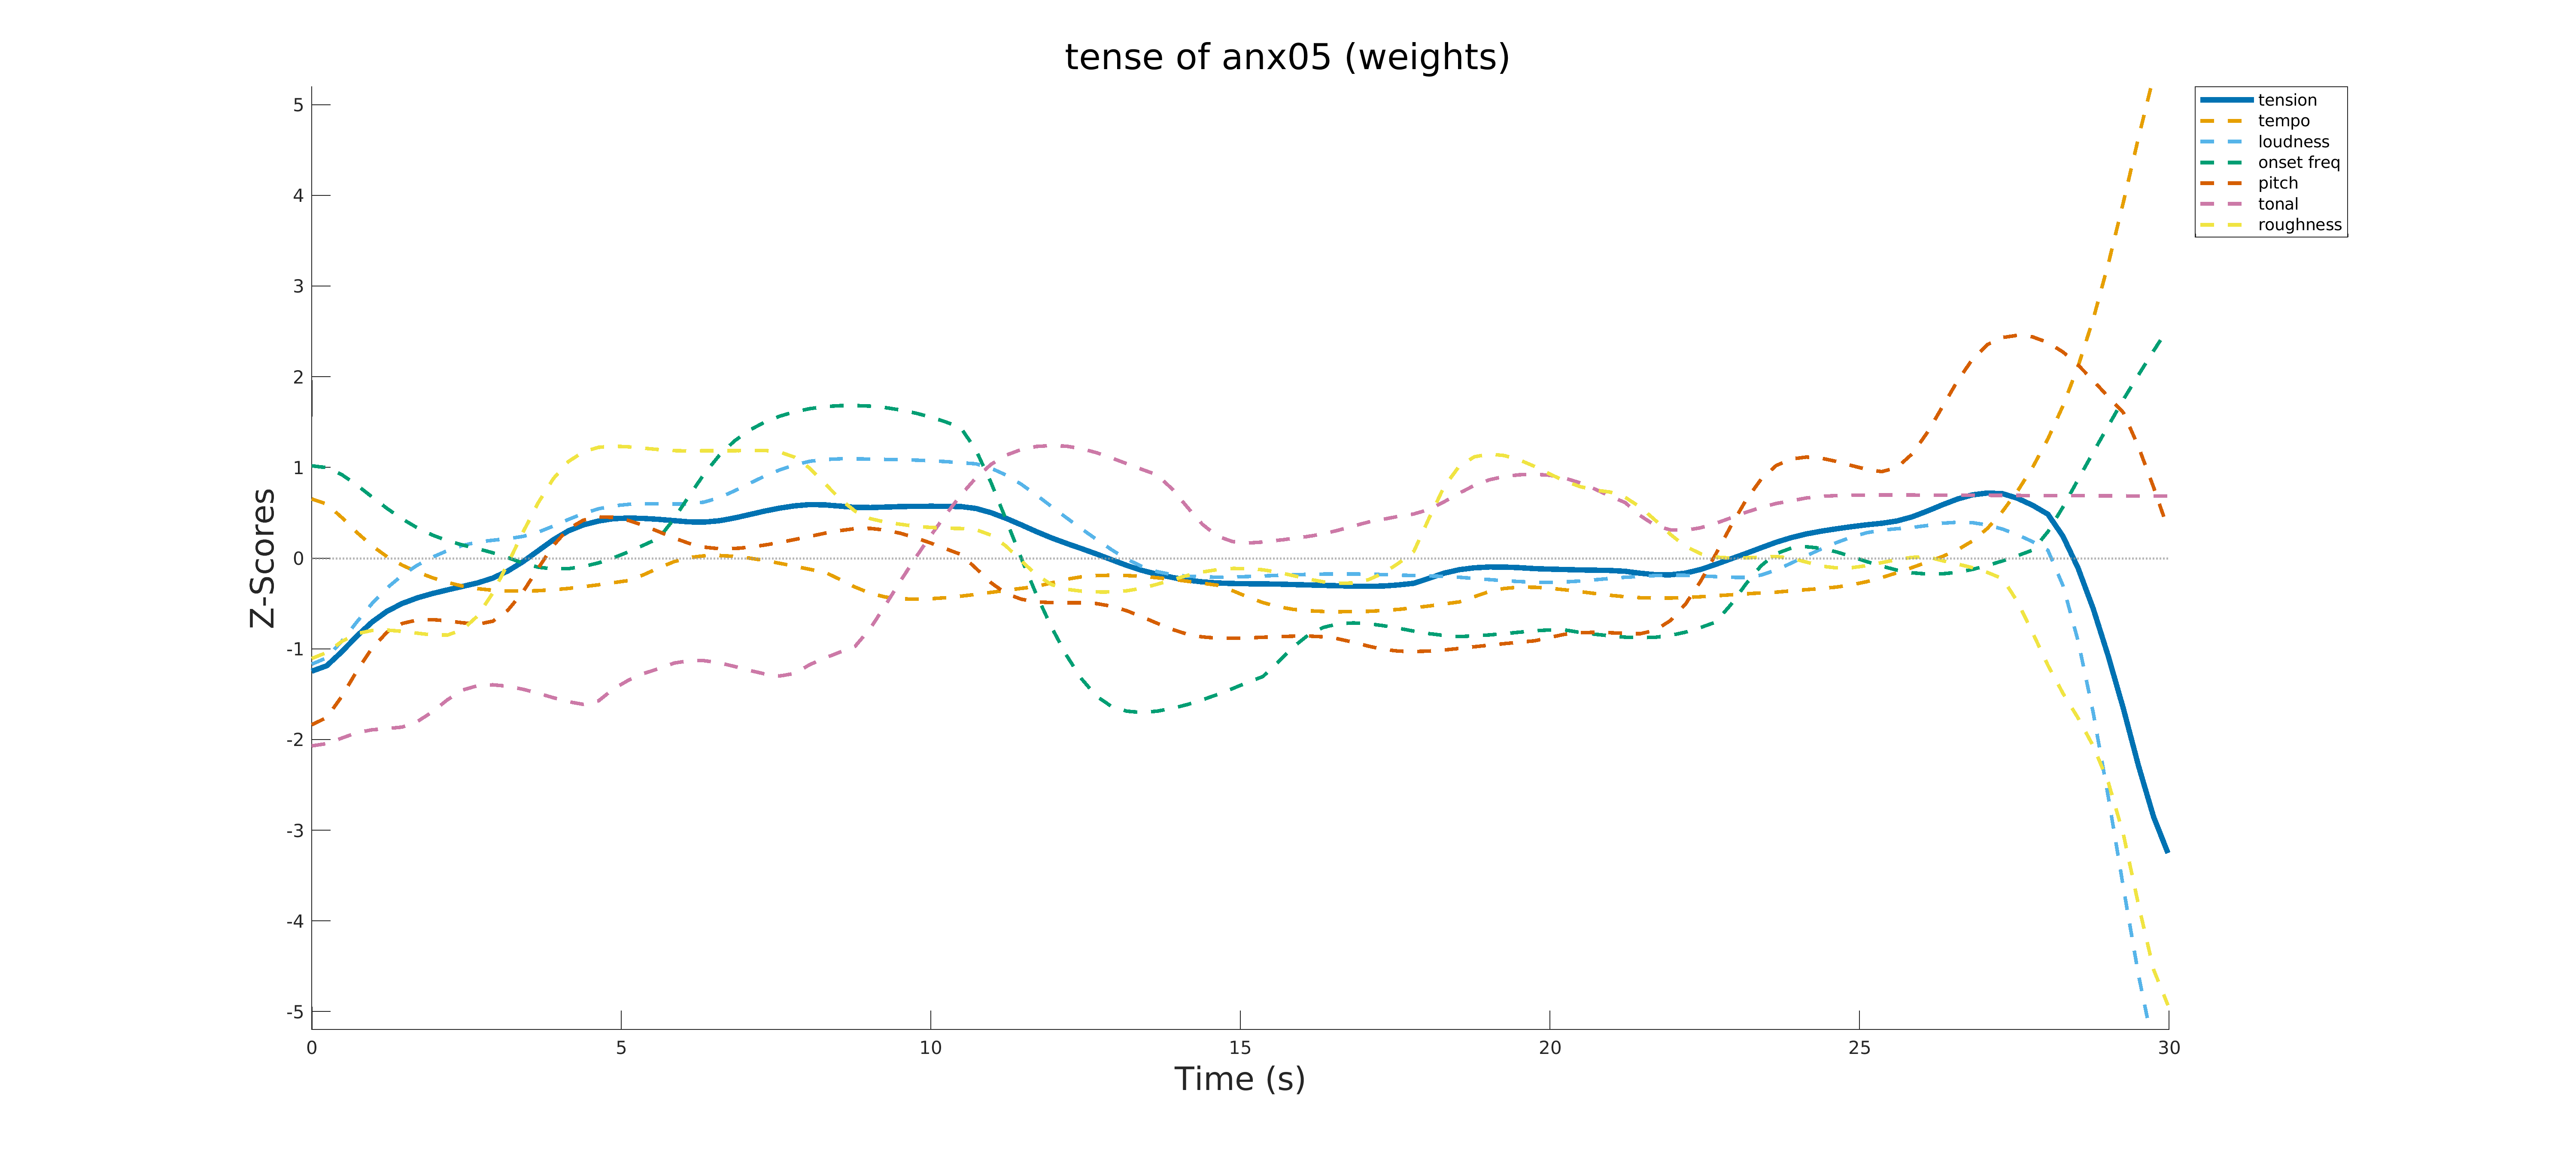 tense of anx05 (weights)
Z-Scores
5
4
3
2
1
0
-1
-2
-3
-4
-5
0 5 10 15 20 25 30
Time (s)
tension
tempo
loudness
onset freq
pitch
tonal
roughness